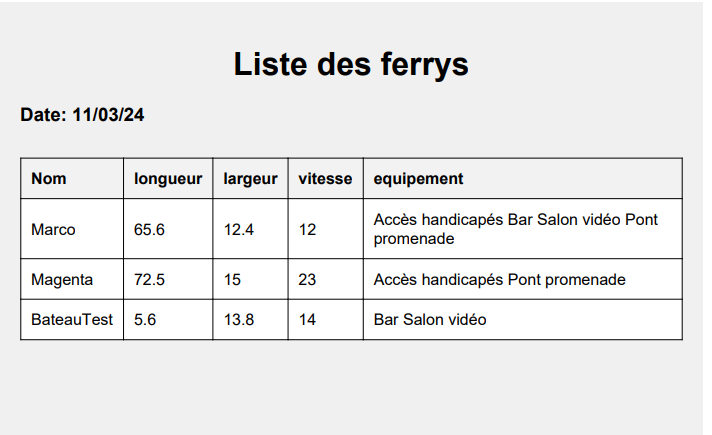 Liste des ferrys
Date: 11/03/24
Nom longueur largeur vitesse equipement
Marco 65.6 12.4 12 Accès handicapés Bar Salon vidéo Pont
promenade
Magenta 72.5 15 23 Accès handicapés Pont promenade
BateauTest 5.6 13.8 14 Bar Salon vidéo